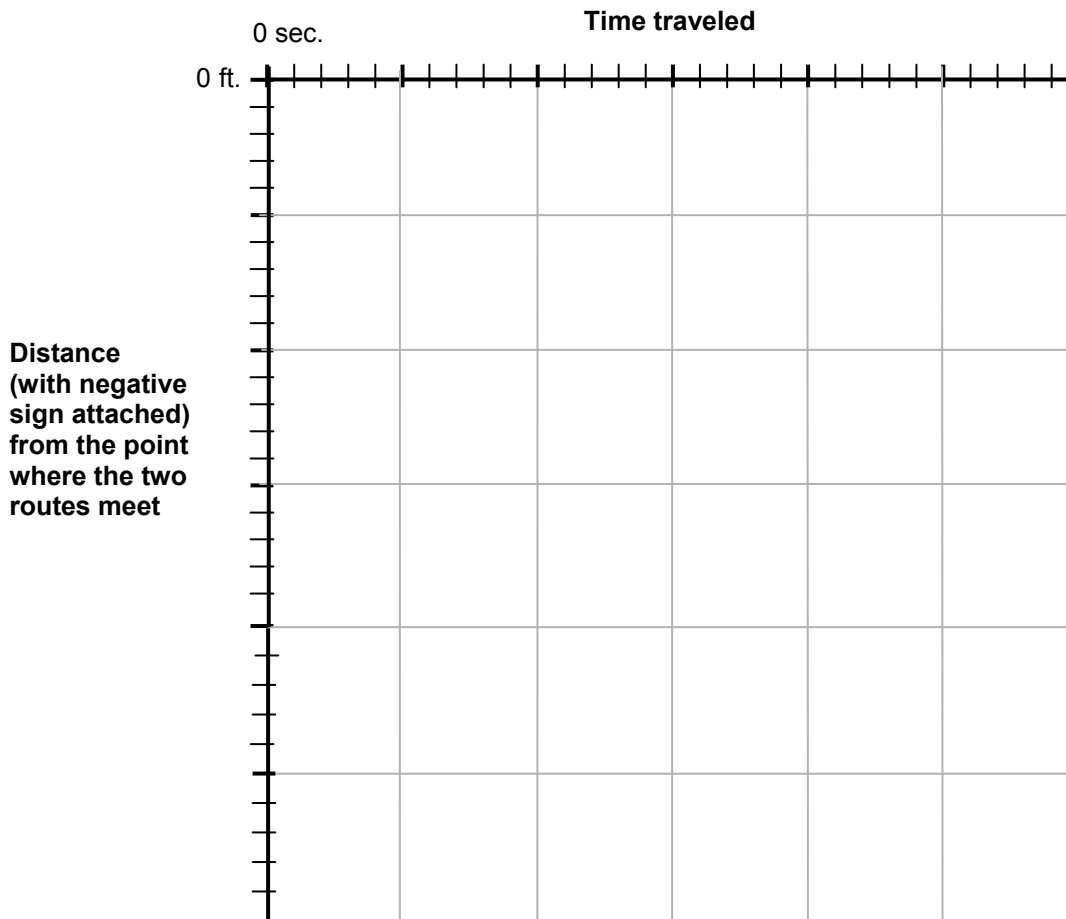 Time traveled
0 sec.
0 ft.
Distance
(with negative
sign attached)
from the point
where the two
routes meet